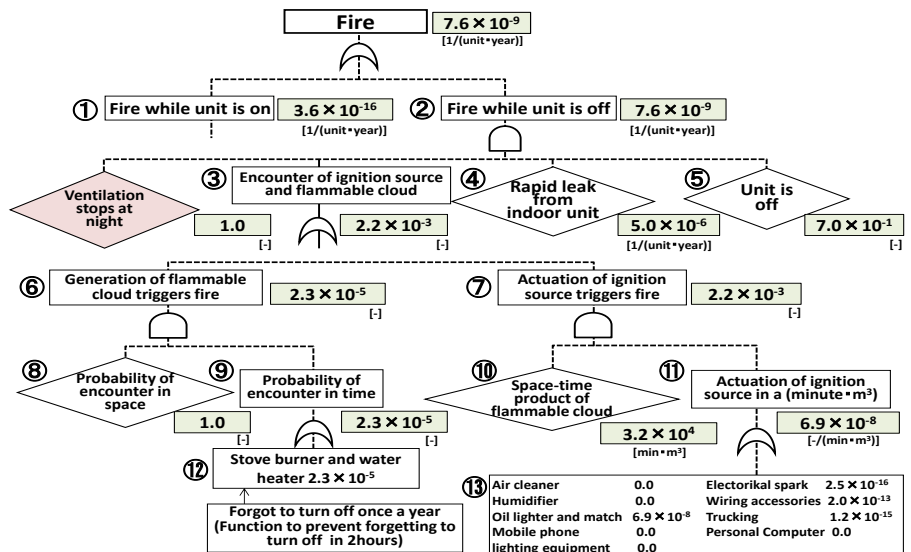 Fire
7.6 × 10⁻⁹
[1/(unit･year)]
① Fire while unit is on
3.6 × 10⁻¹⁶
[1/(unit･year)]
② Fire while unit is off
7.6 × 10⁻⁹
[1/(unit･year)]
Ventilation
stops at
night
1.0
[-]
③ Encounter of ignition source
and flammable cloud
2.2 × 10⁻³
[-]
④ Rapid leak
from
indoor unit
5.0 × 10⁻⁶
[1/(unit･year)]
⑤ Unit is
off
7.0 × 10⁻¹
[-]
⑥ Generation of flammable
cloud triggers fire
2.3 × 10⁻⁵
[-]
⑦ Actuation of ignition
source triggers fire
2.2 × 10⁻³
[-]
⑧ Probability of
encounter in
space
1.0
[-]
⑨ Probability of
encounter in time
2.3 × 10⁻⁵
[-]
⑩ Space-time
product of
flammable cloud
3.2 × 10⁴
[min･m³]
⑪ Actuation of ignition
source in a (minute･m³)
6.9 × 10⁻⁸
[-/(min･m³)]
⑫ Stove burner and water
heater 2.3 × 10⁻⁵
Forgot to turn off once a year
(Function to prevent forgetting to
turn off in 2hours)
⑬ Air cleaner 0.0
Humidifier 0.0
Oil lighter and match 6.9 × 10⁻⁸
Mobile phone 0.0
lighting equipment 0.0
Electorikal spark 2.5 × 10⁻¹⁶
Wiring accessories 2.0 × 10⁻¹³
Trucking 1.2 × 10⁻¹⁵
Personal Computer 0.0